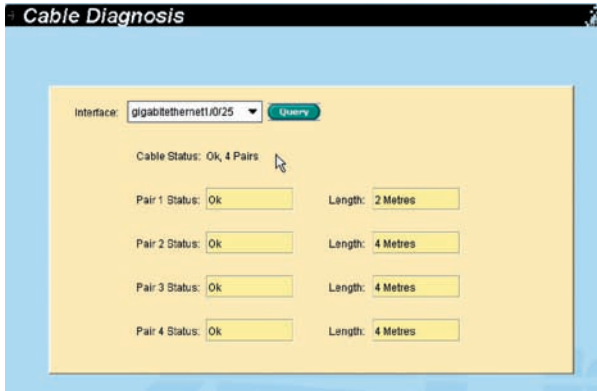 Cable Diagnosis
Interface: gigabitethernet1/0/25 Query
Cable Status: Ok, 4 Pairs
Pair 1 Status: Ok Length: 2 Metres
Pair 2 Status: Ok Length: 4 Metres
Pair 3 Status: Ok Length: 4 Metres
Pair 4 Status: Ok Length: 4 Metres